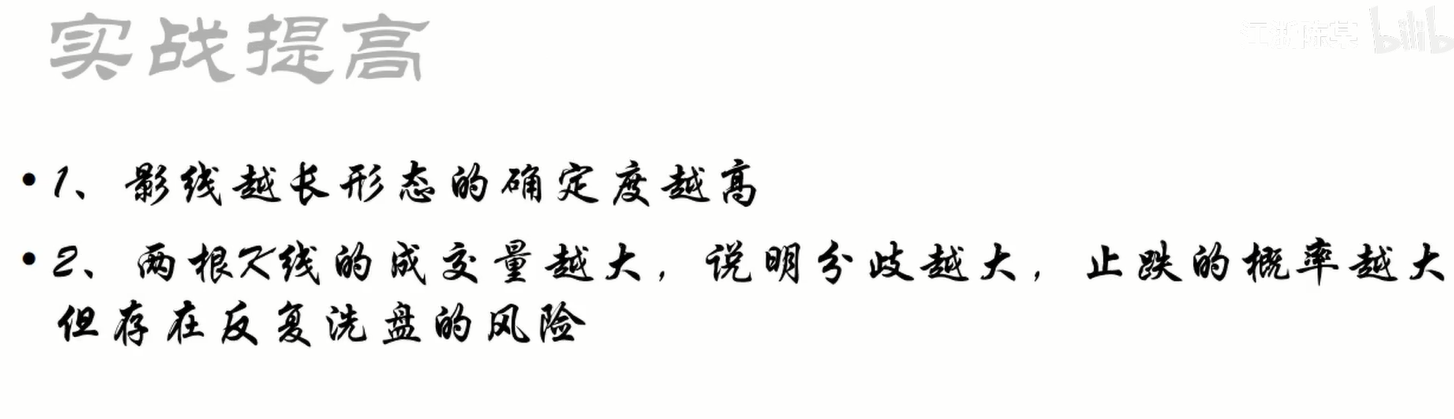 实战提高
bilib
• 1、影线越长形态的确定度越高
• 2、两根K线的成交量越大，说明分歧越大，止跌的概率越大
但存在反复洗盘的风险